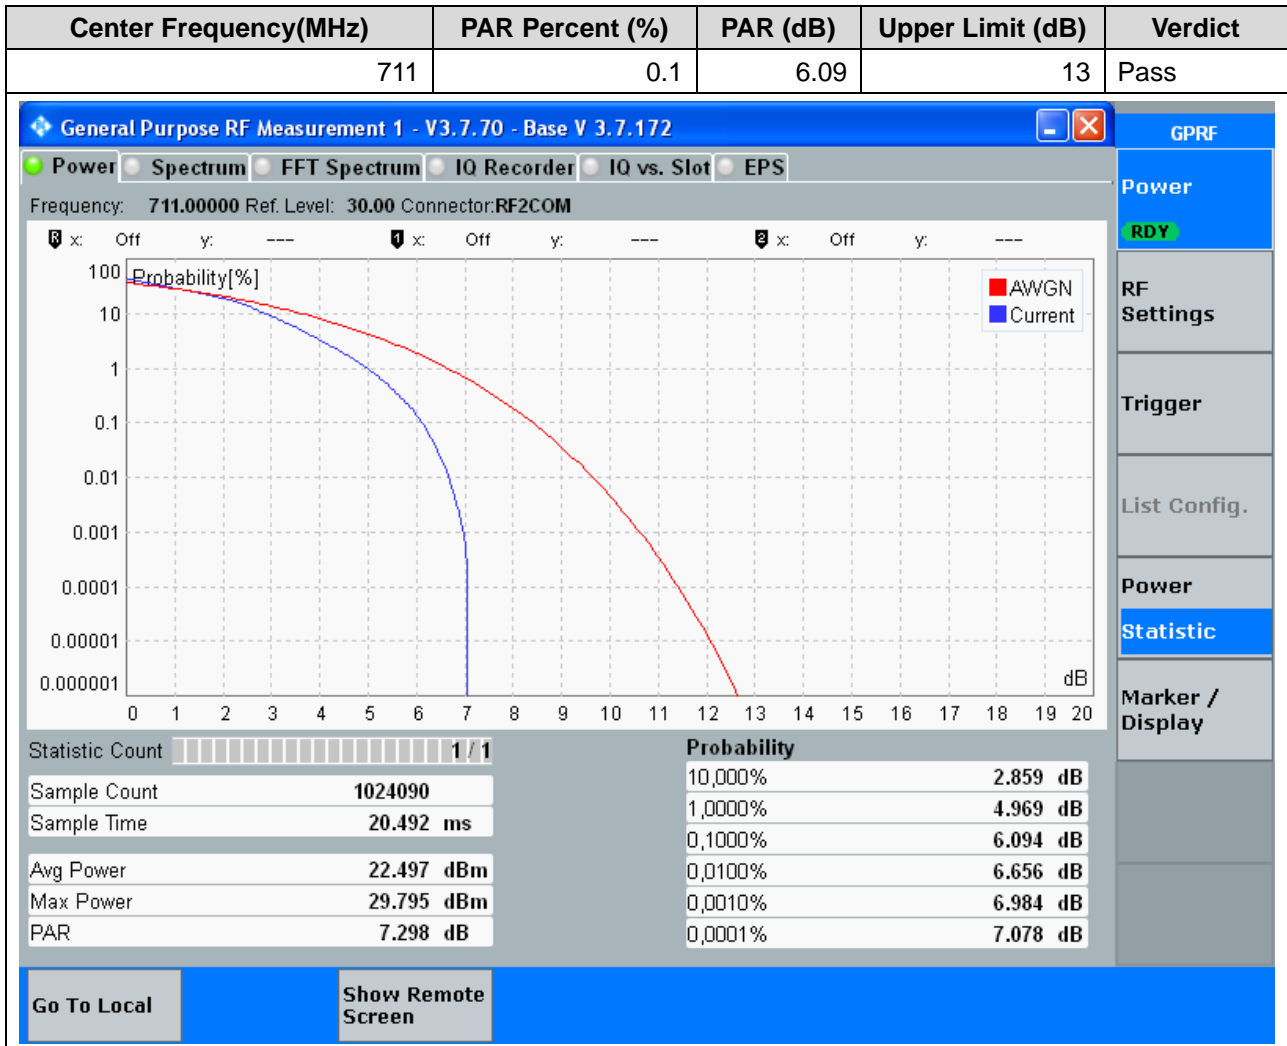 Center Frequency(MHz) PAR Percent (%) PAR (dB) Upper Limit (dB) Verdict
711 0.1 6.09 13 Pass
General Purpose RF Measurement 1 - V3.7.70 - Base V 3.7.172
GPRF
Power Spectrum FFT Spectrum IQ Recorder IQ vs. Slot EPS
Power
RDY
Frequency: 711.00000 Ref. Level: 30.00 Connector:RF2COM
R x: Off y: --- 1 x: Off y: --- 2 x: Off y: ---
Probability[%]
AWGN
Current
100
10
1
0.1
0.01
0.001
0.0001
0.00001
0.000001
dB
0 1 2 3 4 5 6 7 8 9 10 11 12 13 14 15 16 17 18 19 20
RF
Settings
Trigger
List Config.
Power
Statistic
Marker /
Display
Statistic Count 1 / 1
Sample Count 1024090
Sample Time 20.492 ms
Avg Power 22.497 dBm
Max Power 29.795 dBm
PAR 7.298 dB
Probability
10,000% 2.859 dB
1,0000% 4.969 dB
0,1000% 6.094 dB
0,0100% 6.656 dB
0,0010% 6.984 dB
0,0001% 7.078 dB
Go To Local
Show Remote
Screen